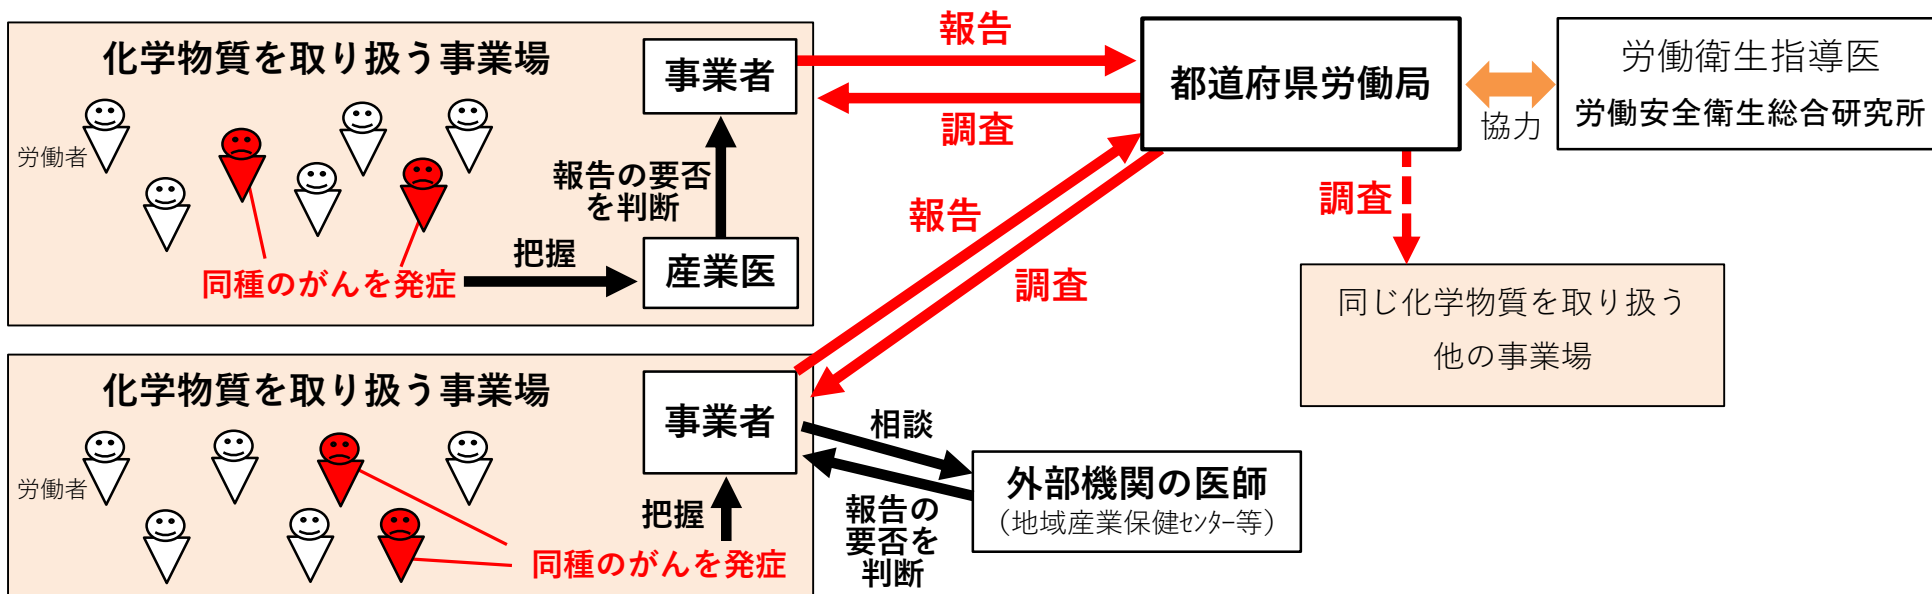 化学物質を取り扱う事業場
労働者
同種のがんを発症
把握
産業医
報告の要否
を判断
事業者
報告
調査
都道府県労働局
協力
労働衛生指導医
労働安全衛生総合研究所
調査
同じ化学物質を取り扱う
他の事業場
報告
調査
化学物質を取り扱う事業場
労働者
同種のがんを発症
把握
事業者
相談
報告の
要否を
判断
外部機関の医師
（地域産業保健ｾﾝﾀｰ等）